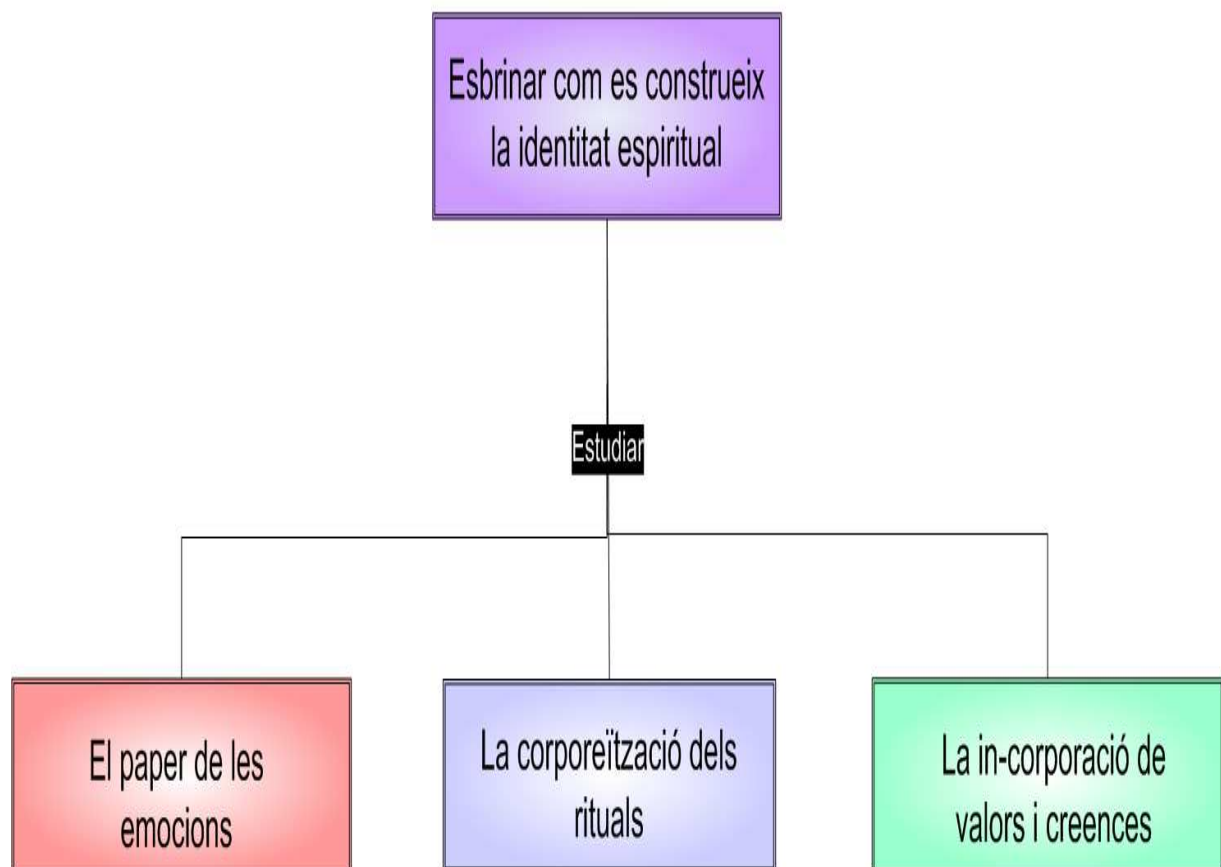 Esbrinar com es construeix
la identitat espiritual
Estudiar
El paper de les
emocions
La corporeïtzació dels
rituals
La in-corporació de
valors i creences